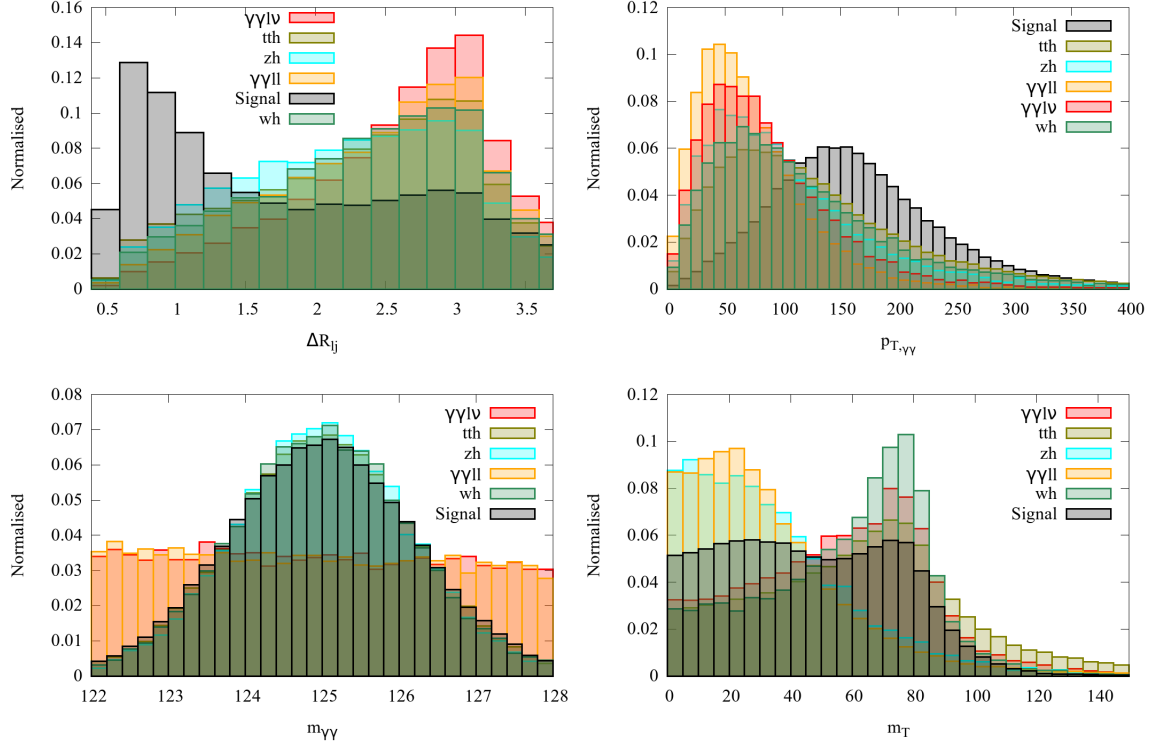 0.16
0.14
0.12
0.1
0.08
0.06
0.04
0.02
0
Normalised
γγlν
tth
zh
γγll
Signal
wh
0.5 1 1.5 2 2.5 3 3.5
ΔR_lj
0.12
0.1
0.08
0.06
0.04
0.02
0
Normalised
Signal
tth
zh
γγll
γγlν
wh
0 50 100 150 200 250 300 350 400
p_T,γγ
0.08
0.07
0.06
0.05
0.04
0.03
0.02
0.01
0
Normalised
γγlν
tth
zh
γγll
wh
Signal
122 123 124 125 126 127 128
m_γγ
0.12
0.1
0.08
0.06
0.04
0.02
0
Normalised
γγlν
tth
zh
γγll
wh
Signal
0 20 40 60 80 100 120 140
m_T